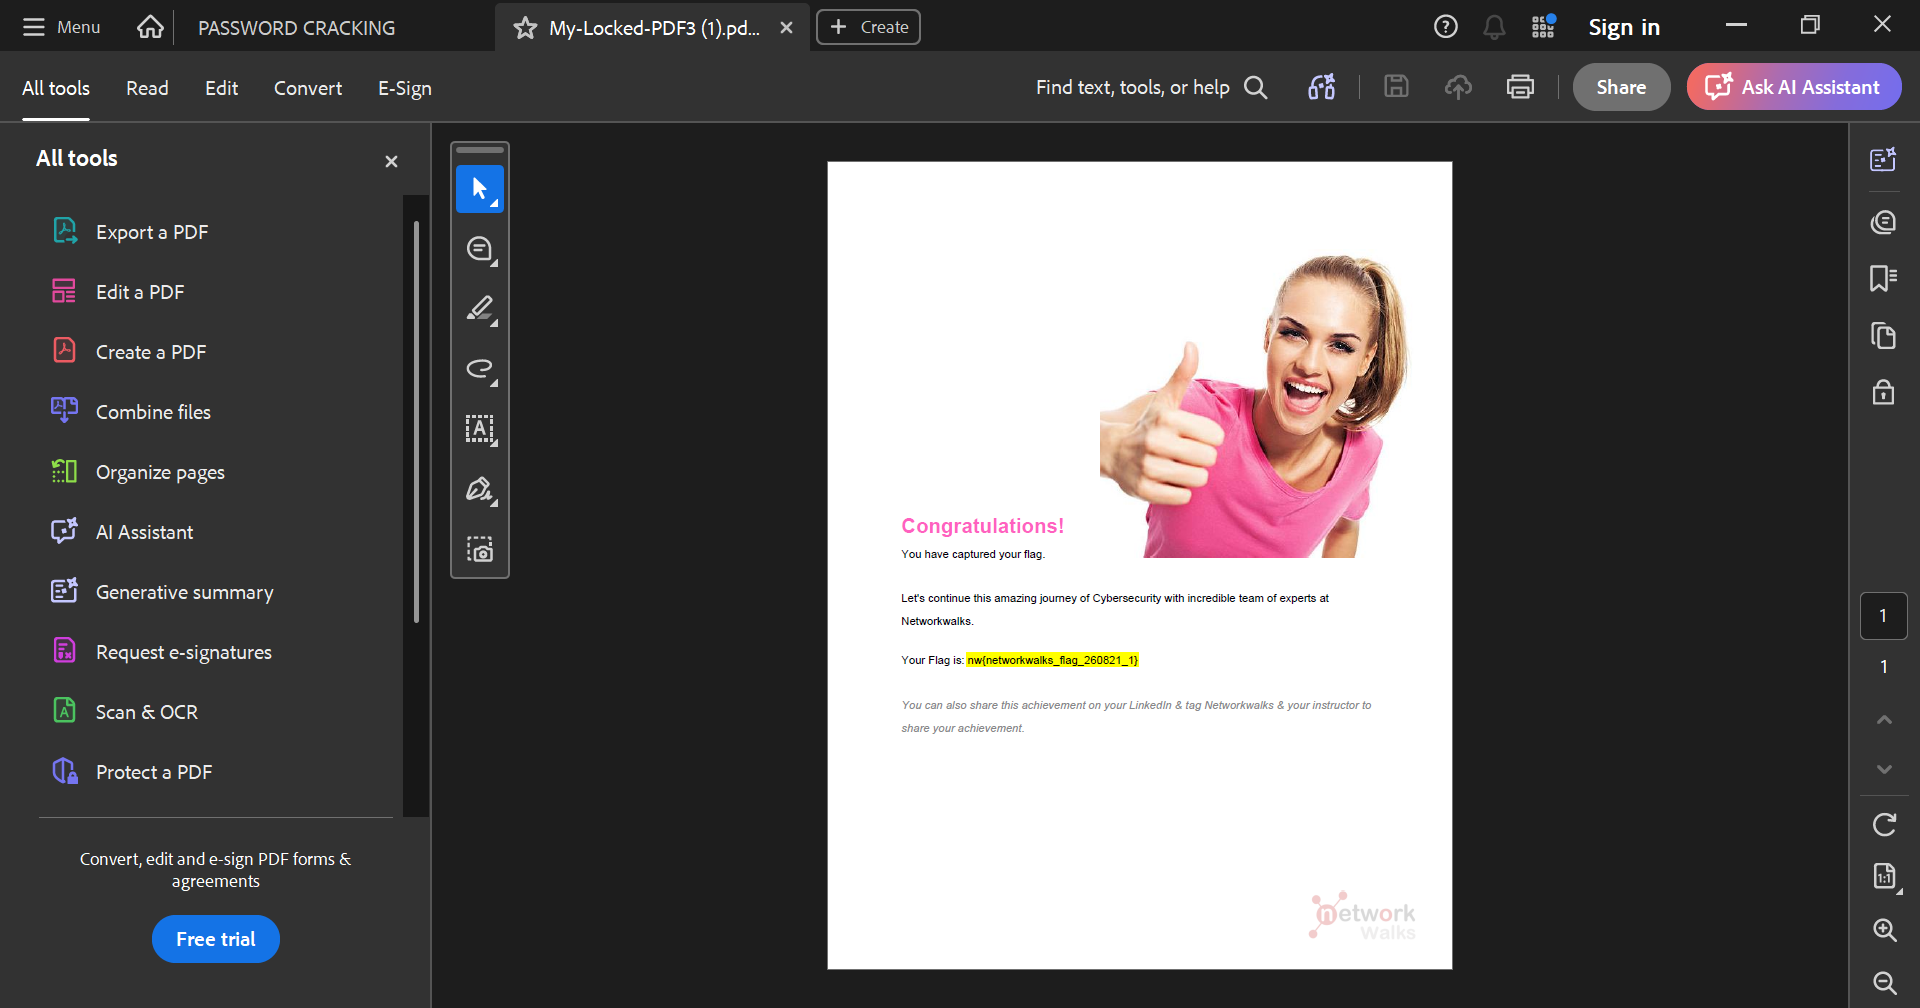 Menu
PASSWORD CRACKING
My-Locked-PDF3 (1).pd...
Create
Sign in
All tools
Read
Edit
Convert
E-Sign
Find text, tools, or help
Share
Ask AI Assistant
All tools
Export a PDF
Edit a PDF
Create a PDF
Combine files
Organize pages
AI Assistant
Generative summary
Request e-signatures
Scan & OCR
Protect a PDF
Convert, edit and e-sign PDF forms &
agreements
Free trial
Congratulations!
You have captured your flag.
Let's continue this amazing journey of Cybersecurity with incredible team of experts at
Networkwalks.
Your Flag is: nw{networkwalks_flag_260821_1}
You can also share this achievement on your LinkedIn & tag Networkwalks & your instructor to
share your achievement.
network
Walks
1
1
1:1